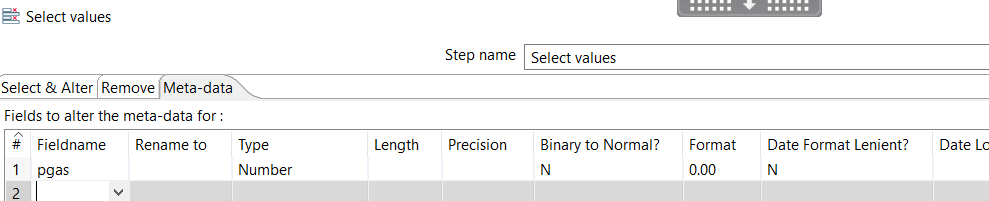 Select values
Step name Select values
Select & Alter Remove Meta-data
Fields to alter the meta-data for :
# Fieldname Rename to Type Length Precision Binary to Normal? Format Date Format Lenient? Date Lo
1 pgas Number N 0.00 N
2